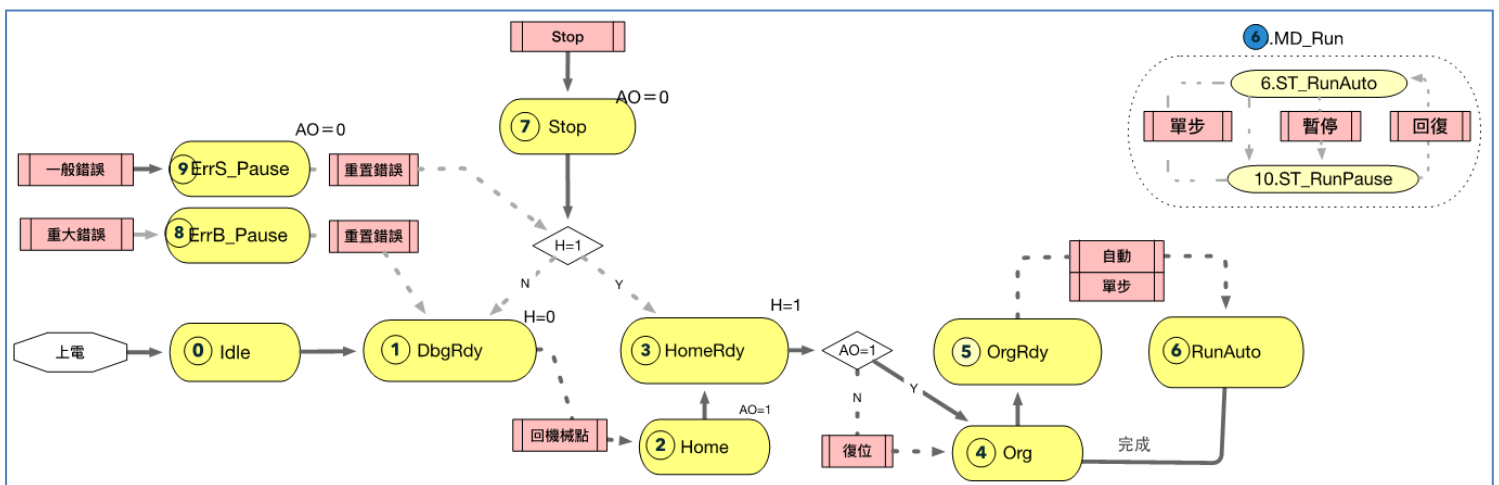 Stop
6.MD_Run
AO=0
7 Stop
6.ST_RunAuto
單步
暫停
回復
10.ST_RunPause
AO=0
一般錯誤
9 ErrS_Pause
重置錯誤
重大錯誤
8 ErrB_Pause
重置錯誤
H=1
N
Y
上電
0 Idle
1 DbgRdy
H=0
3 HomeRdy
H=1
AO=1
Y
N
5 OrgRdy
自動
單步
6 RunAuto
回機械點
2 Home
AO=1
復位
4 Org
完成